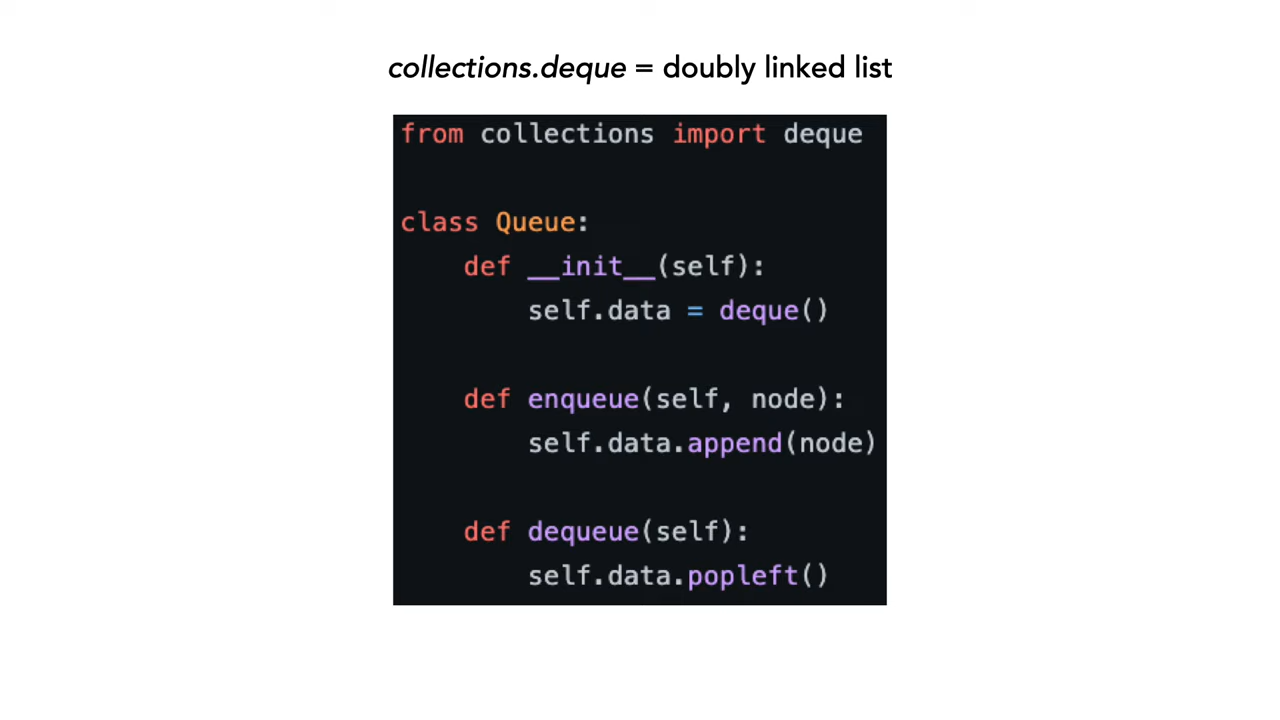 collections.deque = doubly linked list
from collections import deque
class Queue:
    def __init__(self):
        self.data = deque()
    def enqueue(self, node):
        self.data.append(node)
    def dequeue(self):
        self.data.popleft()